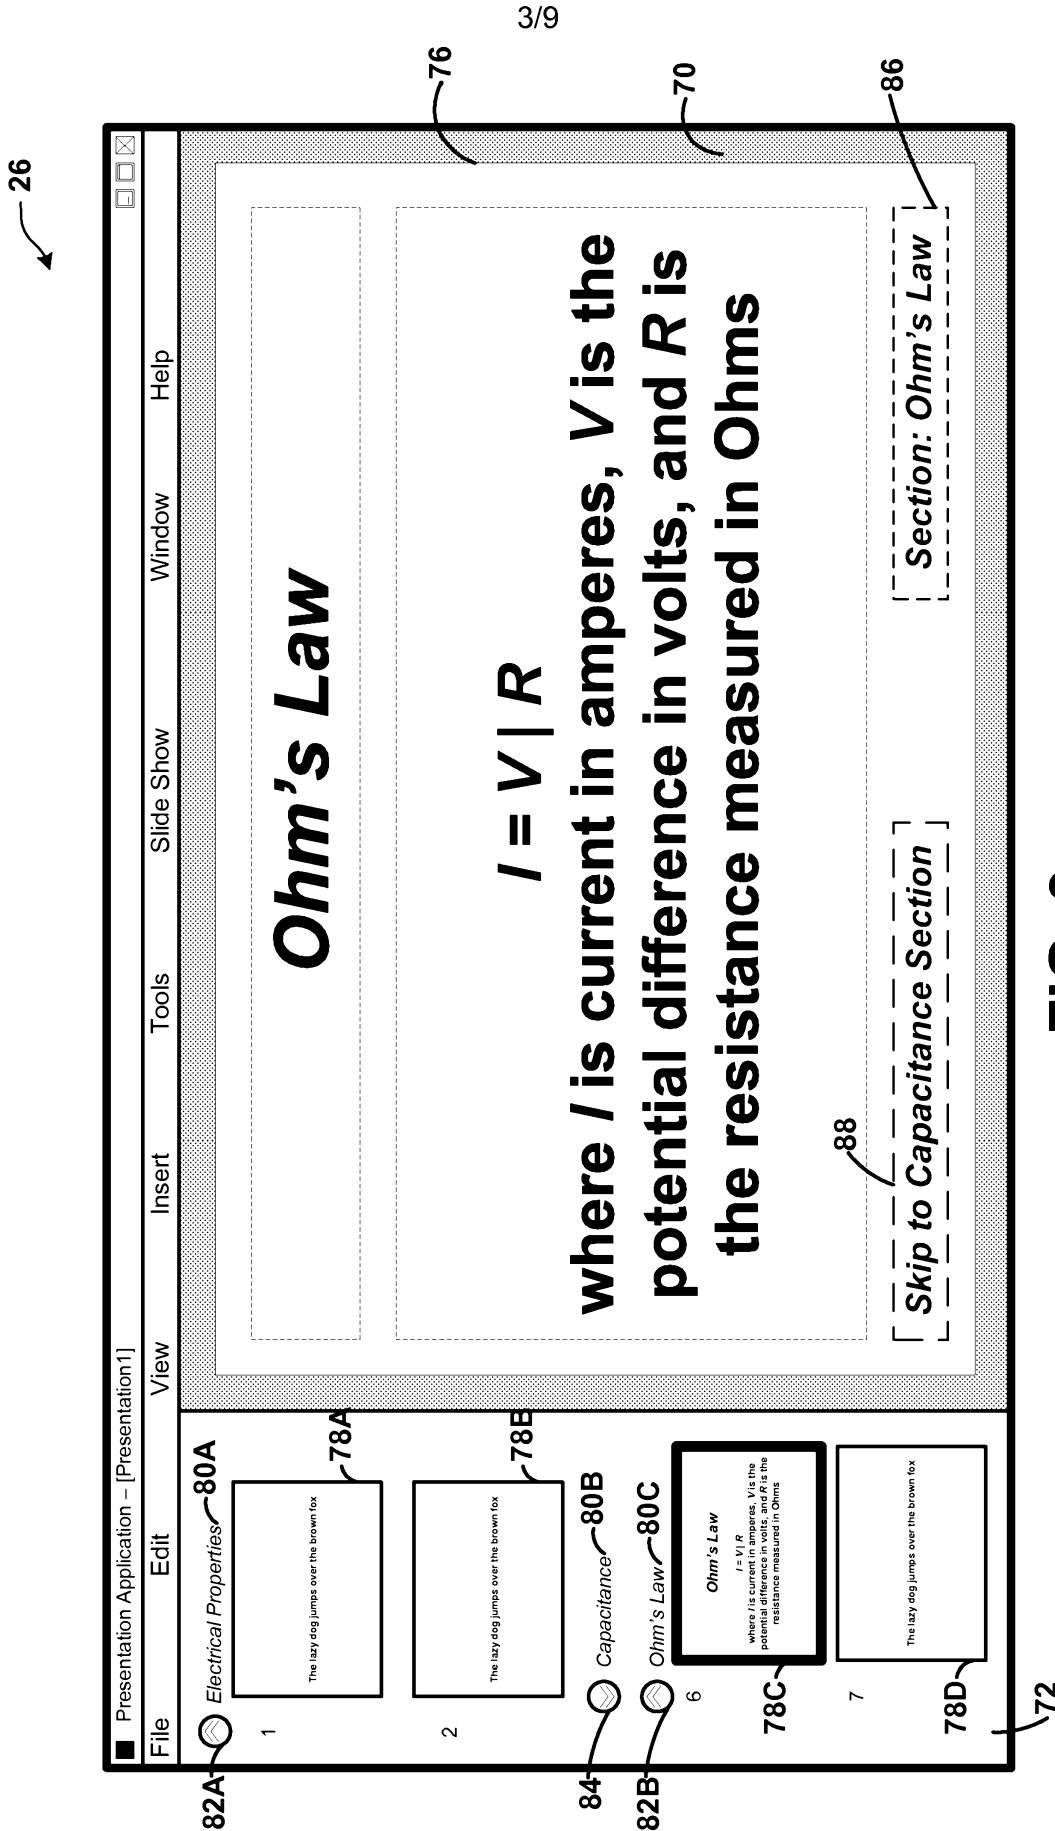 3/9
26
Presentation Application – [Presentation1]
File Edit View Insert Tools Slide Show Window Help
76
70
86
82A
Electrical Properties
80A
1
The lazy dog jumps over the brown fox
78A
2
The lazy dog jumps over the brown fox
78B
84
Capacitance
80B
82B
Ohm's Law
80C
6
Ohm's Law
I = V | R
where I is current in amperes, V is the
potential difference in volts, and R is the
resistance measured in Ohms
78C
7
The lazy dog jumps over the brown fox
78D
72
Ohm's Law
I = V | R
where I is current in amperes, V is the
potential difference in volts, and R is
the resistance measured in Ohms
88
Skip to Capacitance Section
Section: Ohm's Law